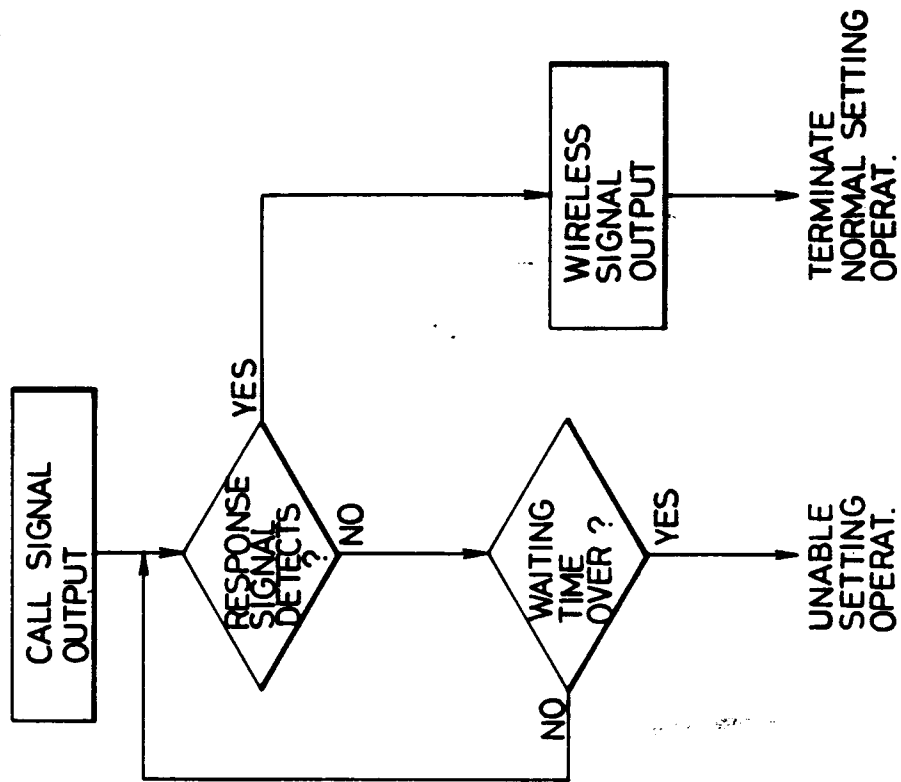 CALL SIGNAL
OUTPUT
RESPONSE
SIGNAL
DETECTS
?
YES
NO
WAITING
TIME
OVER ?
NO
YES
WIRELESS
SIGNAL
OUTPUT
UNABLE
SETTING
OPERAT.
TERMINATE
NORMAL SETTING
OPERAT.